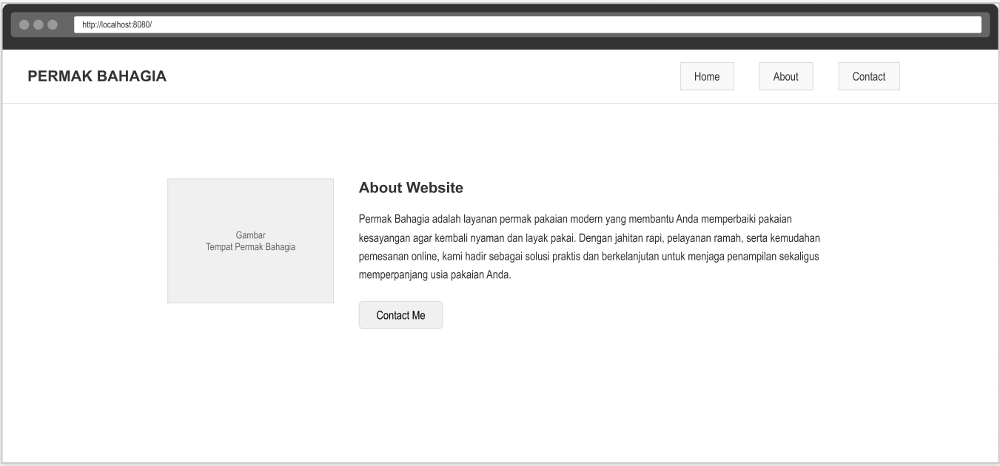 http://localhost:8080/
PERMAK BAHAGIA
Home
About
Contact
Gambar
Tempat Permak Bahagia
About Website
Permak Bahagia adalah layanan permak pakaian modern yang membantu Anda memperbaiki pakaian
kesayangan agar kembali nyaman dan layak pakai. Dengan jahitan rapi, pelayanan ramah, serta kemudahan
pemesanan online, kami hadir sebagai solusi praktis dan berkelanjutan untuk menjaga penampilan sekaligus
memperpanjang usia pakaian Anda.
Contact Me